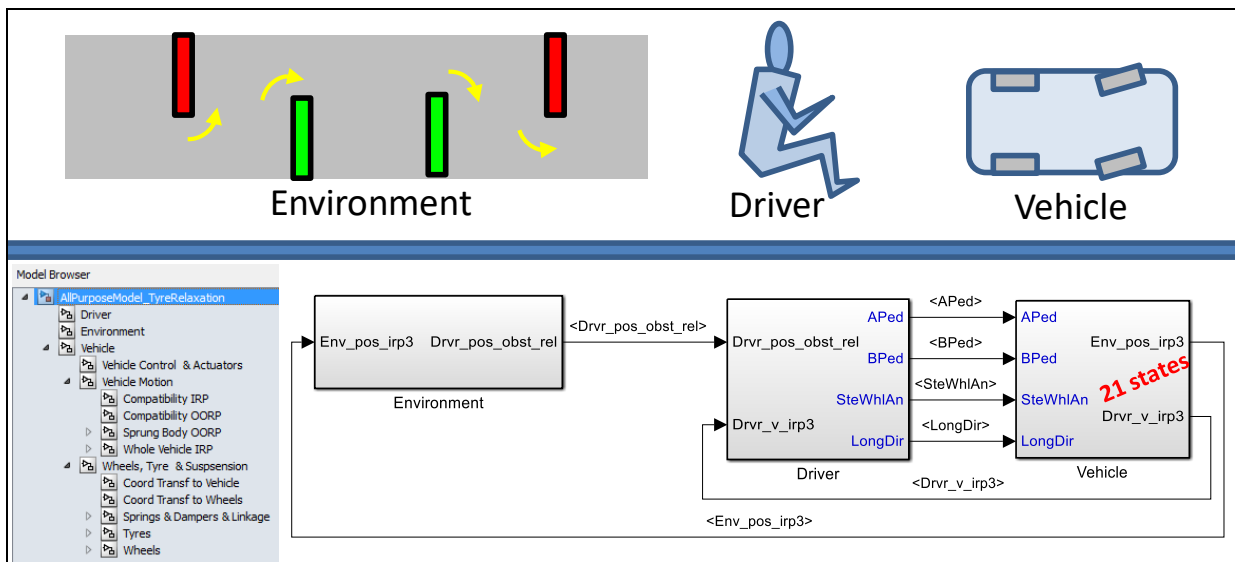 Environment
Driver
Vehicle
Model Browser
AllPurposeModel_TyreRelaxation
Driver
Environment
Vehicle
Vehicle Control & Actuators
Vehicle Motion
Compatibility IRP
Compatibility OORP
Sprung Body OORP
Whole Vehicle IRP
Wheels, Tyre & Suspsension
Coord Transf to Vehicle
Coord Transf to Wheels
Springs & Dampers & Linkage
Tyres
Wheels
Env_pos_irp3
Drvr_pos_obst_rel
Environment
<Drvr_pos_obst_rel>
Drvr_pos_obst_rel
Drvr_v_irp3
APed
BPed
SteWhlAn
LongDir
Driver
<APed>
<BPed>
<SteWhlAn>
<LongDir>
APed
BPed
SteWhlAn
LongDir
Env_pos_irp3
21 states
Drvr_v_irp3
Vehicle
<Drvr_v_irp3>
<Env_pos_irp3>